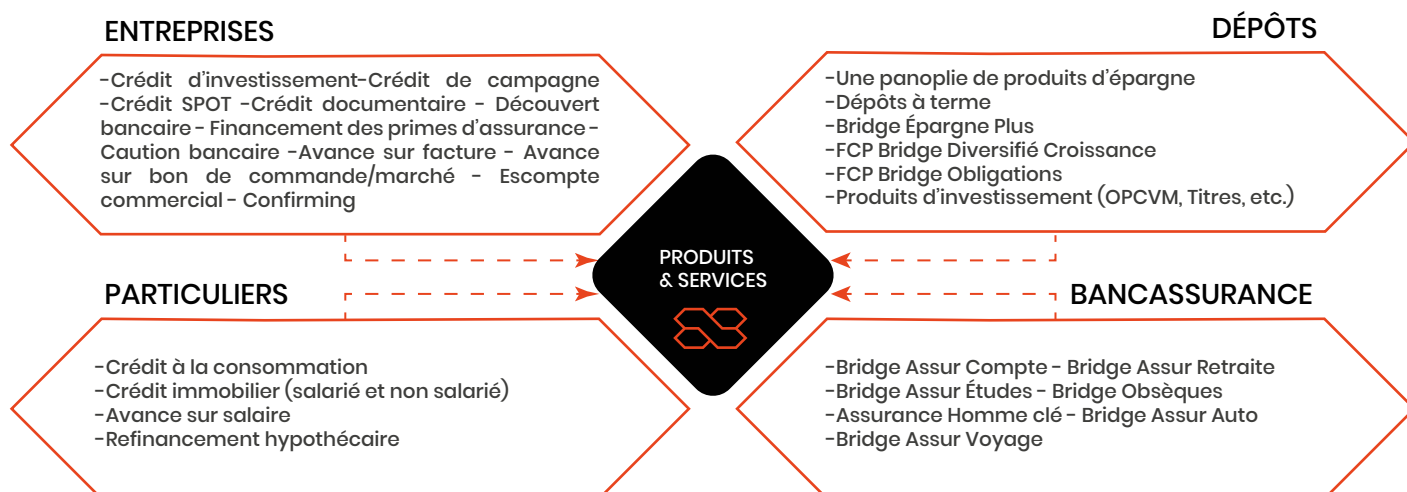 ENTREPRISES
-Crédit d'investissement-Crédit de campagne
-Crédit SPOT -Crédit documentaire - Découvert
bancaire - Financement des primes d'assurance -
Caution bancaire -Avance sur facture - Avance
sur bon de commande/marché - Escompte
commercial - Confirming
DÉPÔTS
-Une panoplie de produits d'épargne
-Dépôts à terme
-Bridge Épargne Plus
-FCP Bridge Diversifié Croissance
-FCP Bridge Obligations
-Produits d'investissement (OPCVM, Titres, etc.)
PRODUITS
& SERVICES
PARTICULIERS
-Crédit à la consommation
-Crédit immobilier (salarié et non salarié)
-Avance sur salaire
-Refinancement hypothécaire
BANCASSURANCE
-Bridge Assur Compte - Bridge Assur Retraite
-Bridge Assur Études - Bridge Obsèques
-Assurance Homme clé - Bridge Assur Auto
-Bridge Assur Voyage